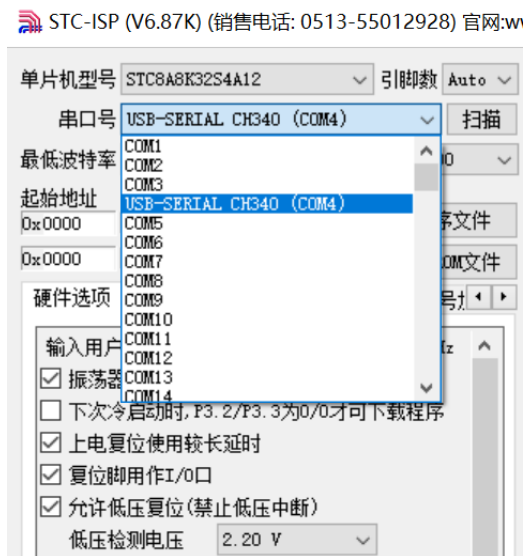 STC-ISP (V6.87K) (销售电话: 0513-55012928) 官网:w
单片机型号 STC8A8K32S4A12 引脚数 Auto
串口号 USB-SERIAL CH340 (COM4) 扫描
最低波特率
COM1
COM2
COM3
USB-SERIAL CH340 (COM4)
COM5
COM6
COM7
COM8
COM9
COM10
COM11
COM12
COM13
COM14
起始地址
0x0000 序文件
0x0000 OM文件
硬件选项
输入用户 Hz
振荡器
下次冷启动时,P3.2/P3.3为0/0才可下载程序
上电复位使用较长延时
复位脚用作I/O口
允许低压复位(禁止低压中断)
低压检测电压 2.20 V